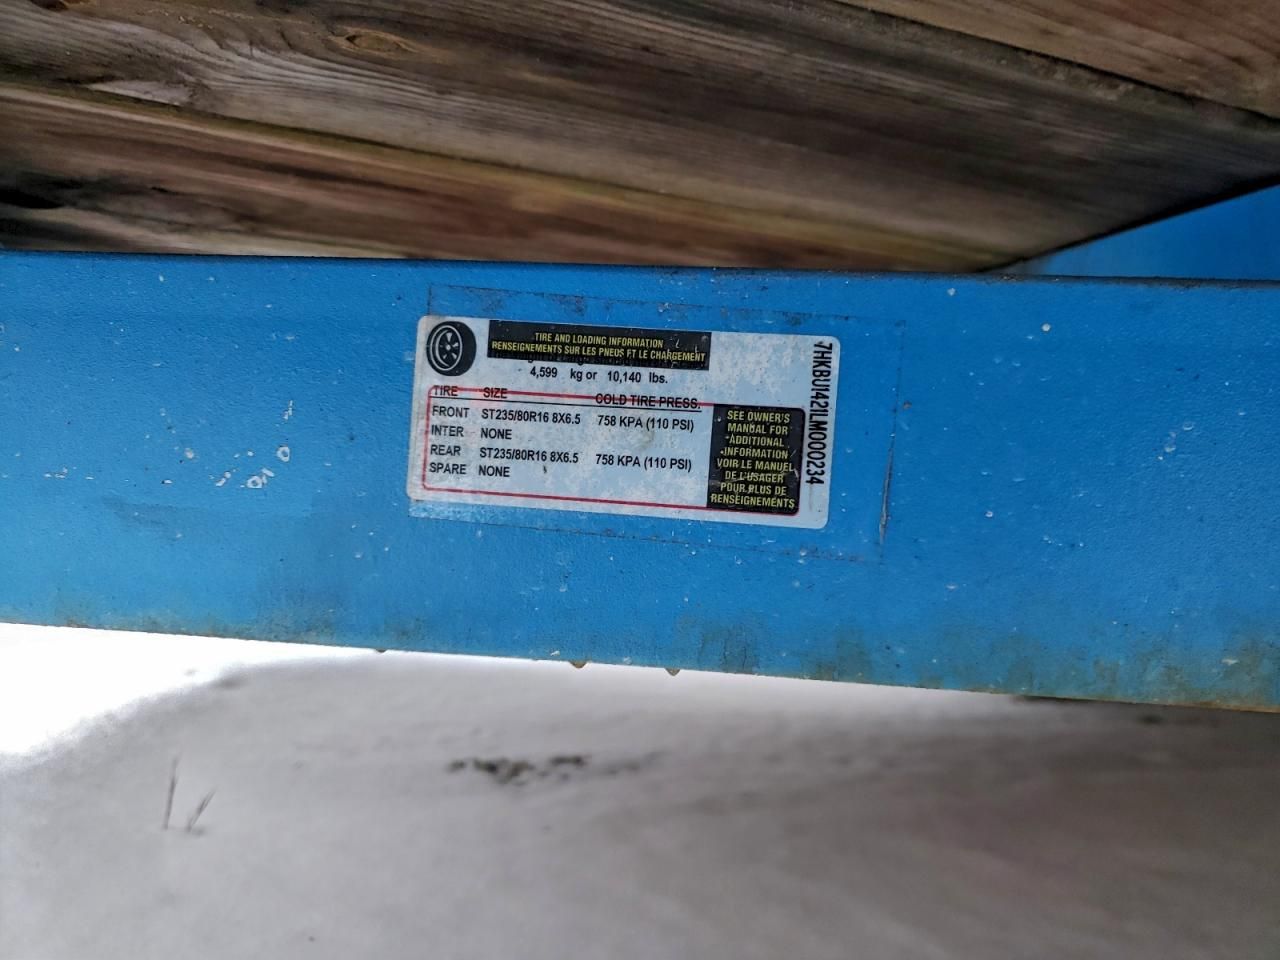 TIRE AND LOADING INFORMATION
RENSEIGNEMENTS SUR LES PNEUS ET LE CHARGEMENT
4,599 kg or 10,140 lbs.
TIRE SIZE COLD TIRE PRESS.
FRONT ST235/80R16 8X6.5 758 KPA (110 PSI)
INTER NONE
REAR ST235/80R16 8X6.5 758 KPA (110 PSI)
SPARE NONE
SEE OWNER'S
MANUAL FOR
ADDITIONAL
INFORMATION
VOIR LE MANUEL
DE L'USAGER
POUR PLUS DE
RENSEIGNEMENTS
7HKBU1421LM000234